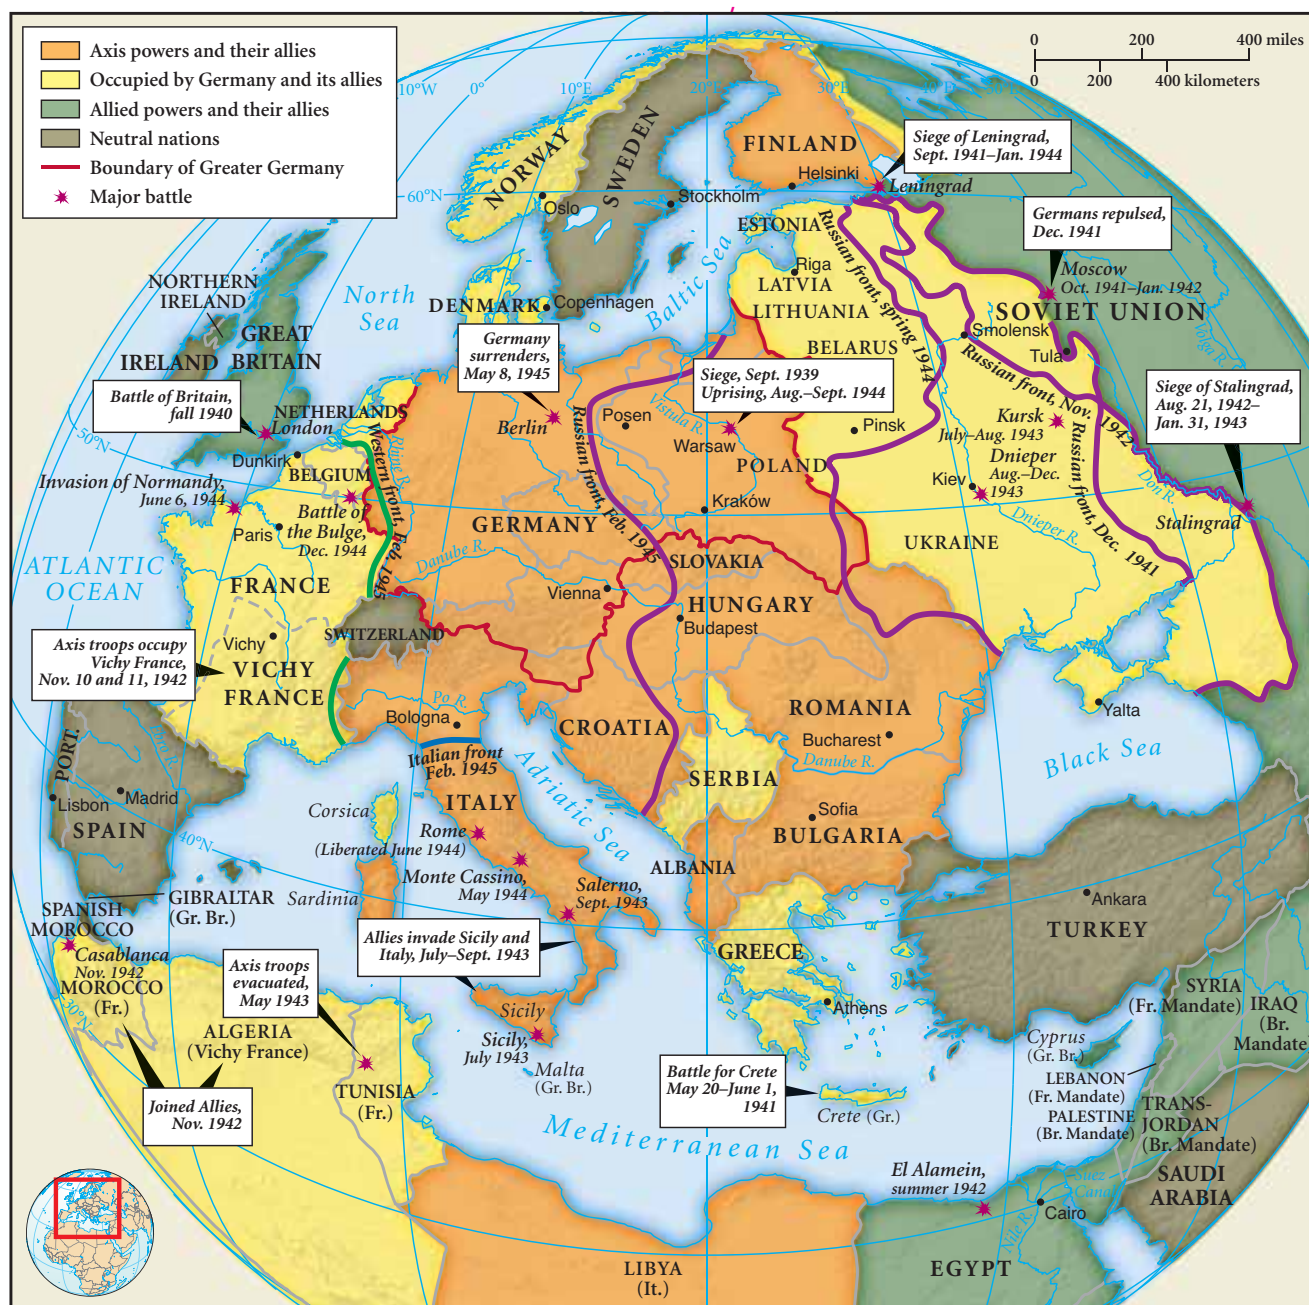 Axis powers and their allies
Occupied by Germany and its allies
Allied powers and their allies
Neutral nations
Boundary of Greater Germany
Major battle
0 200 400 miles
0 200 400 kilometers
10°W
0°
10°E
20°E
30°E
40°E
50°E
60°N
50°N
40°N
30°N
NORWAY
Oslo
SWEDEN
Stockholm
FINLAND
Helsinki
Siege of Leningrad,
Sept. 1941–Jan. 1944
Leningrad
Germans repulsed,
Dec. 1941
Moscow
Oct. 1941–Jan. 1942
SOVIET UNION
Volga R.
ESTONIA
Riga
LATVIA
LITHUANIA
BELARUS
Smolensk
Tula
Russian front, spring 1944
Russian front, Nov. 1942
Russian front, Dec. 1941
Russian front, Feb. 1945
Baltic Sea
North
Sea
NORTHERN
IRELAND
IRELAND
GREAT
BRITAIN
DENMARK
Copenhagen
Germany
surrenders,
May 8, 1945
Berlin
Siege, Sept. 1939
Uprising, Aug.–Sept. 1944
Posen
Vistula R.
Warsaw
POLAND
Pinsk
Kraków
Kursk
July–Aug. 1943
Dnieper
Aug.–Dec.
1943
Kiev
Dnieper R.
Don R.
UKRAINE
Siege of Stalingrad,
Aug. 21, 1942–
Jan. 31, 1943
Stalingrad
Battle of Britain,
fall 1940
NETHERLANDS
London
Dunkirk
BELGIUM
Rhine R.
Western front, Feb. 1945
Invasion of Normandy,
June 6, 1944
Paris
Battle of
the Bulge,
Dec. 1944
GERMANY
Danube R.
ATLANTIC
OCEAN
FRANCE
Vienna
SLOVAKIA
HUNGARY
Budapest
SWITZERLAND
Vichy
VICHY
FRANCE
Axis troops occupy
Vichy France,
Nov. 10 and 11, 1942
Po R.
Bologna
Italian front
Feb. 1945
CROATIA
Adriatic Sea
ROMANIA
Bucharest
Danube R.
SERBIA
Sofia
BULGARIA
Yalta
Black Sea
PORT.
Lisbon
Madrid
SPAIN
Ebro R.
Corsica
Sardinia
ITALY
Rome
(Liberated June 1944)
Monte Cassino,
May 1944
Salerno,
Sept. 1943
ALBANIA
GREECE
Athens
Ankara
TURKEY
GIBRALTAR
(Gr. Br.)
SPANISH
MOROCCO
Casablanca
Nov. 1942
MOROCCO
(Fr.)
Axis troops
evacuated,
May 1943
Allies invade Sicily and
Italy, July–Sept. 1943
Sicily
Sicily,
July 1943
Malta
(Gr. Br.)
ALGERIA
(Vichy France)
Joined Allies,
Nov. 1942
TUNISIA
(Fr.)
Battle for Crete
May 20–June 1,
1941
Crete (Gr.)
Mediterranean Sea
Cyprus
(Gr. Br.)
SYRIA
(Fr. Mandate)
IRAQ
(Br.
Mandate)
LEBANON
(Fr. Mandate)
PALESTINE
(Br. Mandate)
TRANS-
JORDAN
(Br. Mandate)
SAUDI
ARABIA
El Alamein,
summer 1942
Suez
Canal
Cairo
Nile R.
EGYPT
LIBYA
(It.)